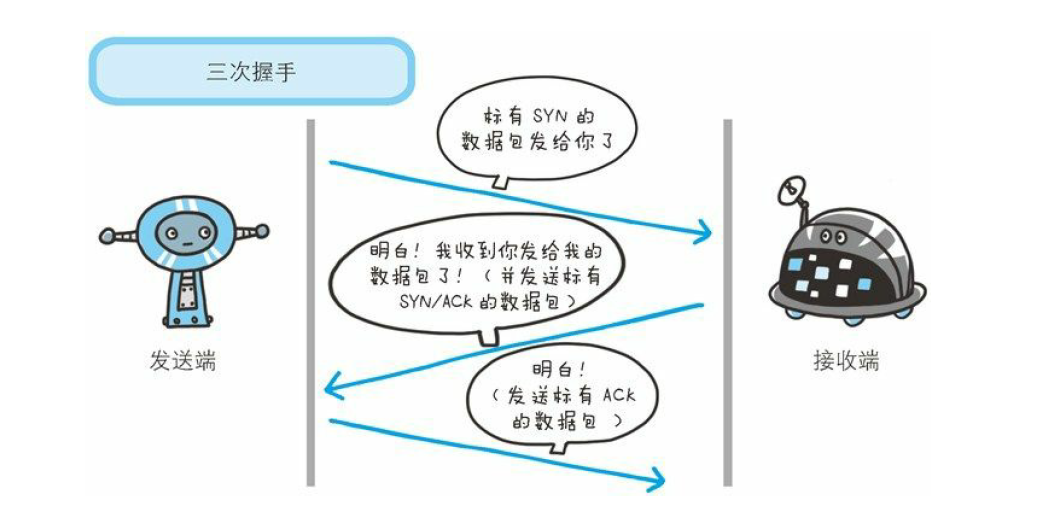 三次握手
标有 SYN 的
数据包发给你了
明白！我收到你发给我的
数据包了！（并发送标有
SYN/ACK 的数据包）
发送端
接收端
明白！
（发送标有 ACK
的数据包 ）